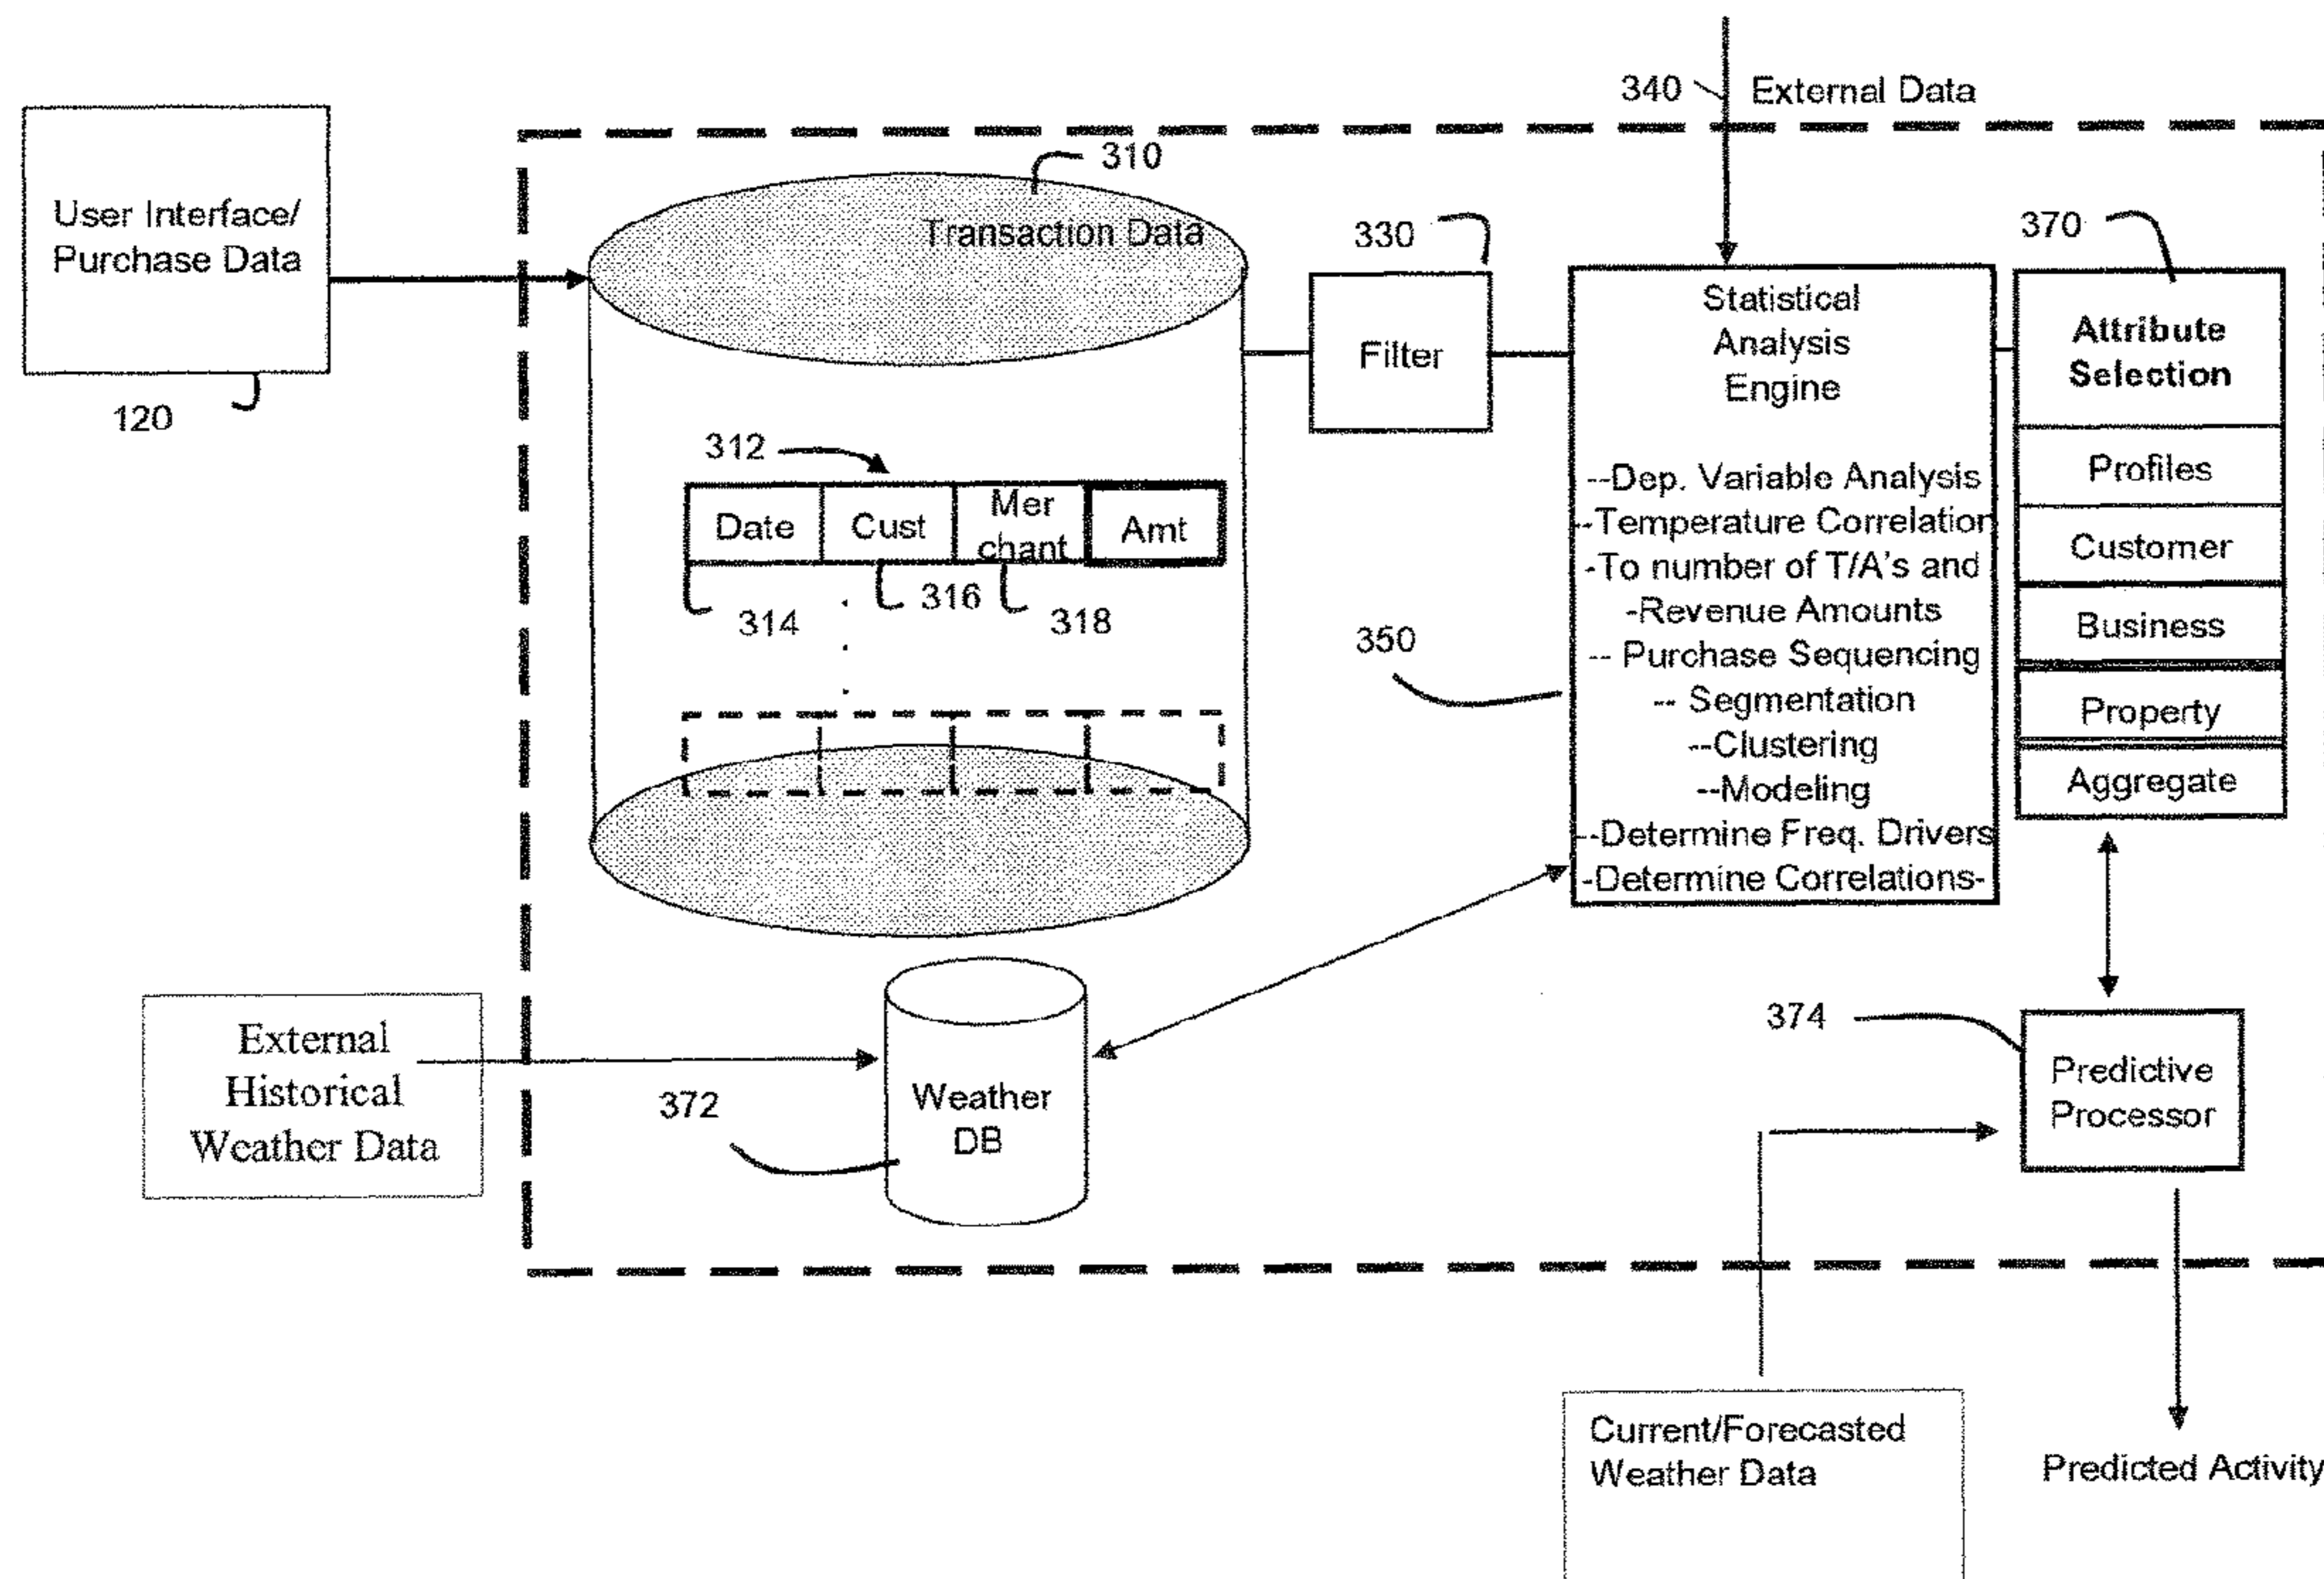 340
External Data
User Interface/
Purchase Data
120
310
Transaction Data
312
Date
Cust
Mer
chant
Amt
314
316
318
330
Filter
Statistical
Analysis
Engine
--Dep. Variable Analysis
--Temperature Correlation
-To number of T/A's and
-Revenue Amounts
-- Purchase Sequencing
-- Segmentation
--Clustering
--Modeling
--Determine Freq. Drivers
-Determine Correlations-
350
370
Attribute
Selection
Profiles
Customer
Business
Property
Aggregate
External
Historical
Weather Data
372
Weather
DB
374
Predictive
Processor
Current/Forecasted
Weather Data
Predicted Activity